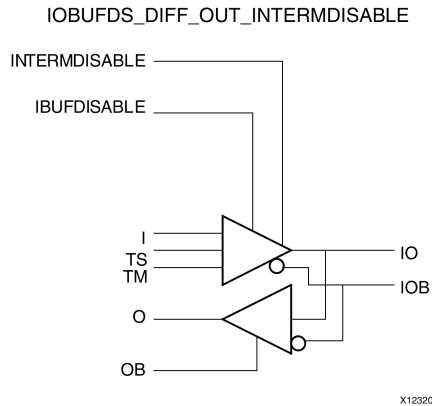 IOBUFDS_DIFF_OUT_INTERMDISABLE
INTERMDISABLE
IBUFDISABLE
I
TS
TM
IO
IOB
O
OB
X12320